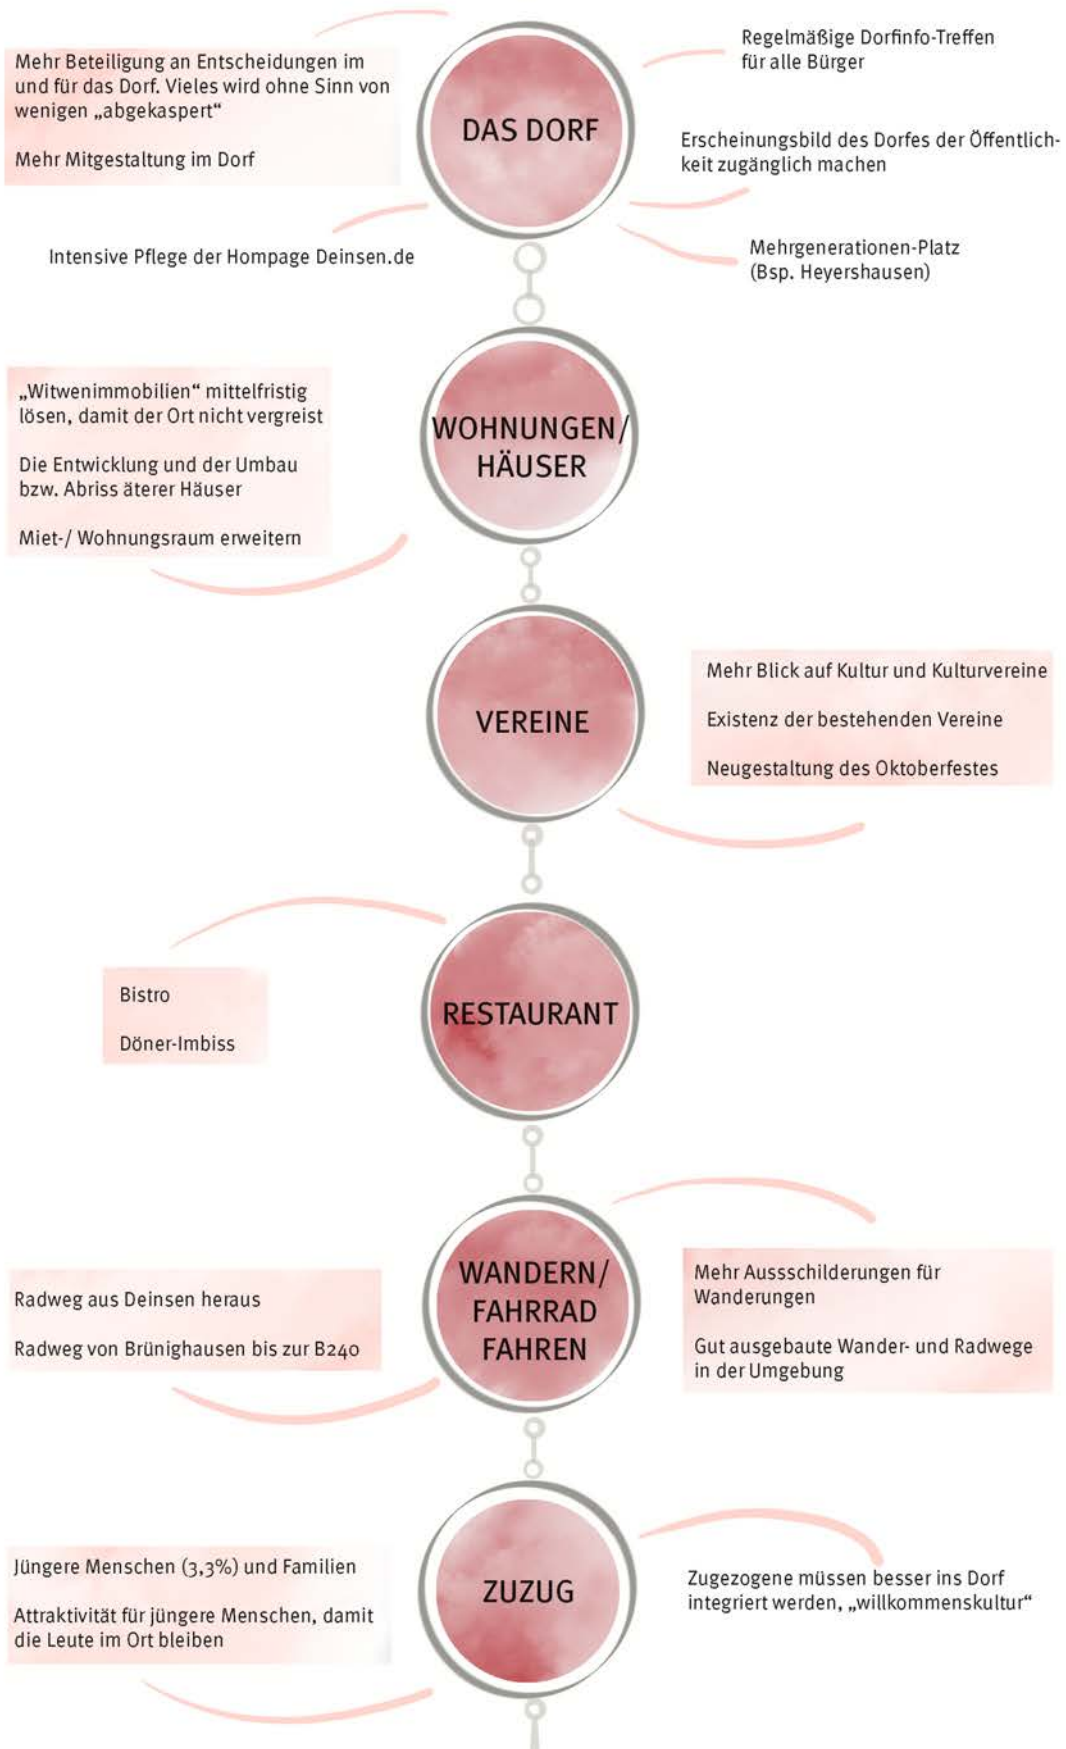 Mehr Beteiligung an Entscheidungen im
und für das Dorf. Vieles wird ohne Sinn von
wenigen „abgekaspert“
Mehr Mitgestaltung im Dorf
Intensive Pflege der Hompage Deinsen.de
DAS DORF
Regelmäßige Dorfinfo-Treffen
für alle Bürger
Erscheinungsbild des Dorfes der Öffentlich-
keit zugänglich machen
Mehrgenerationen-Platz
(Bsp. Heyershausen)
„Witwenimmobilien“ mittelfristig
lösen, damit der Ort nicht vergreist
Die Entwicklung und der Umbau
bzw. Abriss äterer Häuser
Miet-/ Wohnungsraum erweitern
WOHNUNGEN/
HÄUSER
VEREINE
Mehr Blick auf Kultur und Kulturvereine
Existenz der bestehenden Vereine
Neugestaltung des Oktoberfestes
Bistro
Döner-Imbiss
RESTAURANT
Radweg aus Deinsen heraus
Radweg von Brünighausen bis zur B240
WANDERN/
FAHRRAD
FAHREN
Mehr Aussschilderungen für
Wanderungen
Gut ausgebaute Wander- und Radwege
in der Umgebung
Jüngere Menschen (3,3%) und Familien
Attraktivität für jüngere Menschen, damit
die Leute im Ort bleiben
ZUZUG
Zugezogene müssen besser ins Dorf
integriert werden, „willkommenskultur“